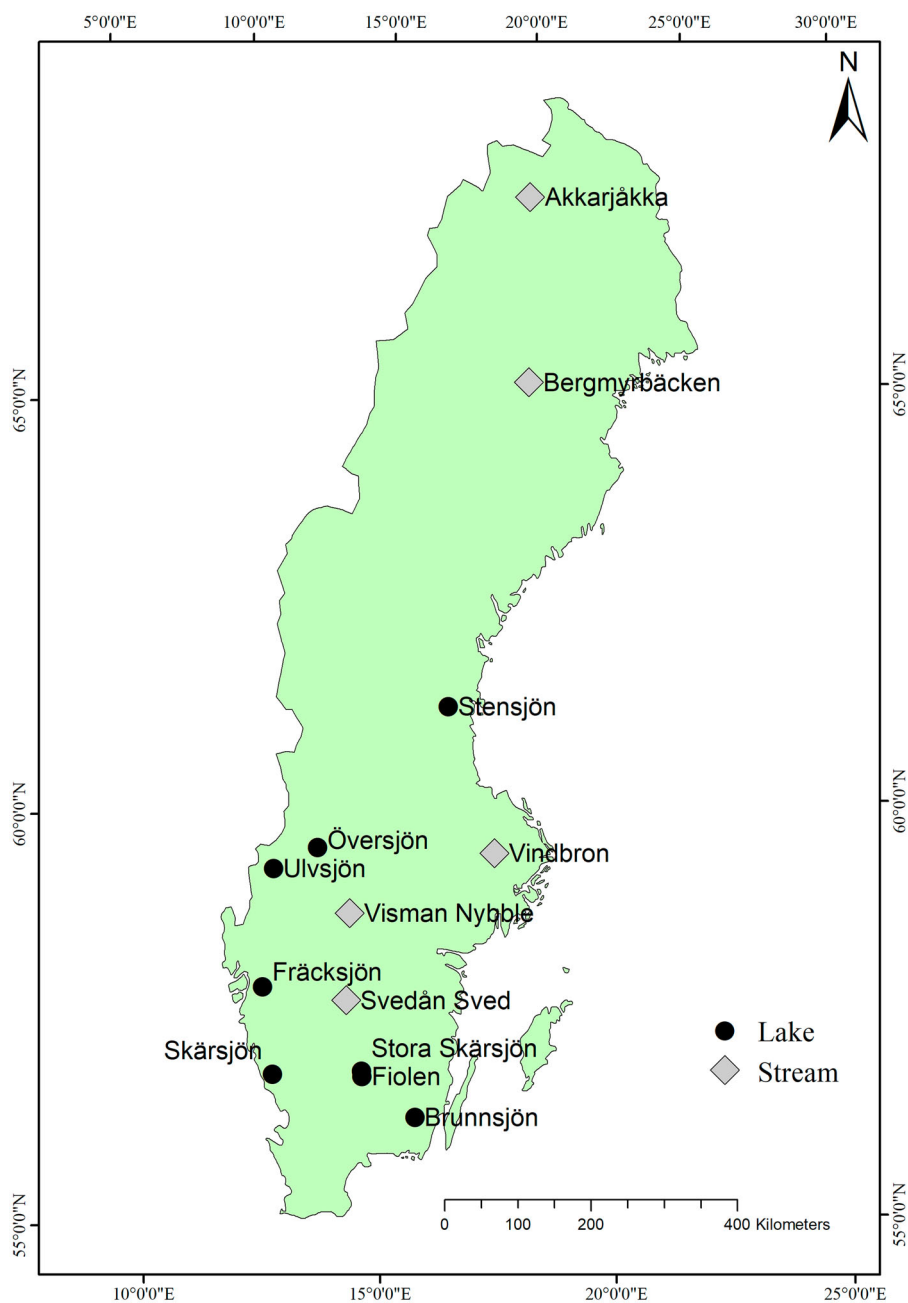 5°0'0"E 10°0'0"E 15°0'0"E 20°0'0"E 25°0'0"E 30°0'0"E
N
Akkarjåkka
Bergmyrbäcken
65°0'0"N
65°0'0"N
Stensjön
60°0'0"N
60°0'0"N
Översjön
Vindbron
Ulvsjön
Visman Nybble
Fräcksjön
Svedån Sved
Lake
Stora Skärsjön
Skärsjön
Stream
Fiolen
Brunnsjön
55°0'0"N
55°0'0"N
0 100 200 400 Kilometers
10°0'0"E 15°0'0"E 20°0'0"E 25°0'0"E